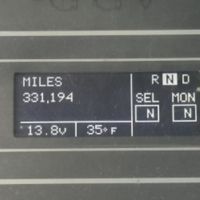 MILES
331,194
R N D
SEL MON
N N
13.8v 35°F